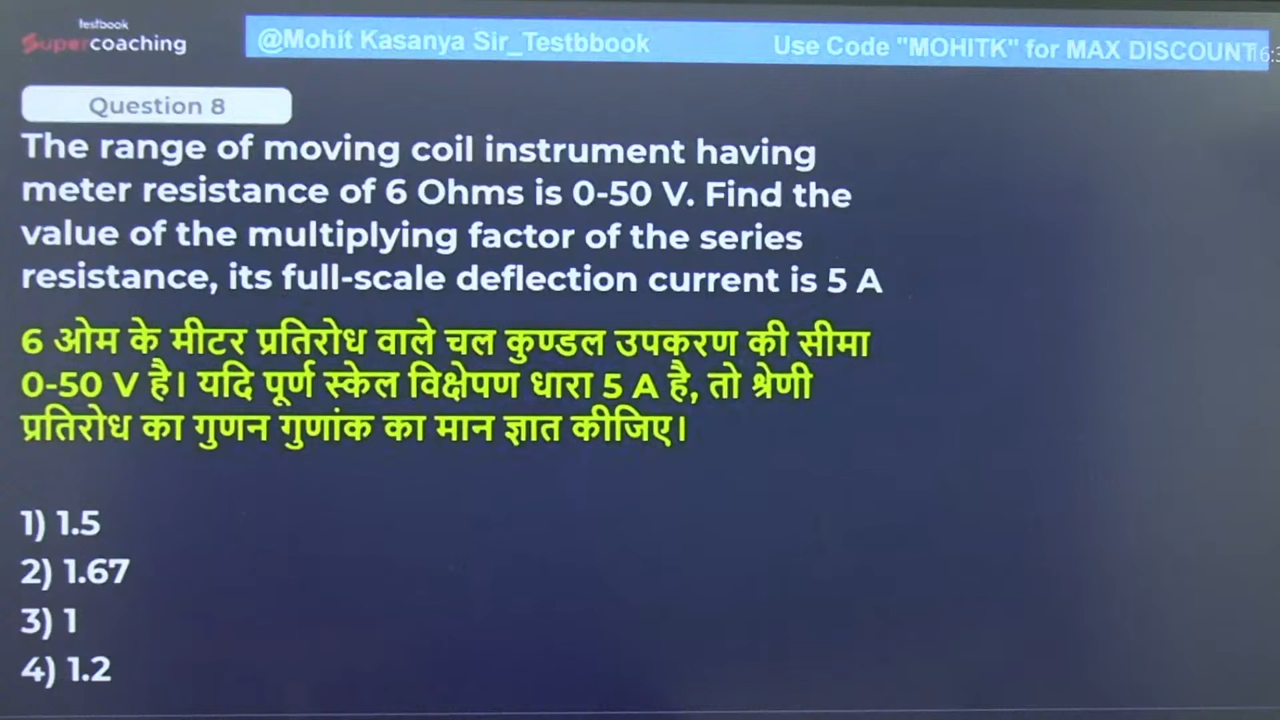 testbook
Supercoaching
@Mohit Kasanya Sir_Testbbook
Use Code "MOHITK" for MAX DISCOUNT
Question 8
The range of moving coil instrument having
meter resistance of 6 Ohms is 0-50 V. Find the
value of the multiplying factor of the series
resistance, its full-scale deflection current is 5 A
6 ओम के मीटर प्रतिरोध वाले चल कुण्डल उपकरण की सीमा
0-50 V है। यदि पूर्ण स्केल विक्षेपण धारा 5 A है, तो श्रेणी
प्रतिरोध का गुणन गुणांक का मान ज्ञात कीजिए।
1) 1.5
2) 1.67
3) 1
4) 1.2